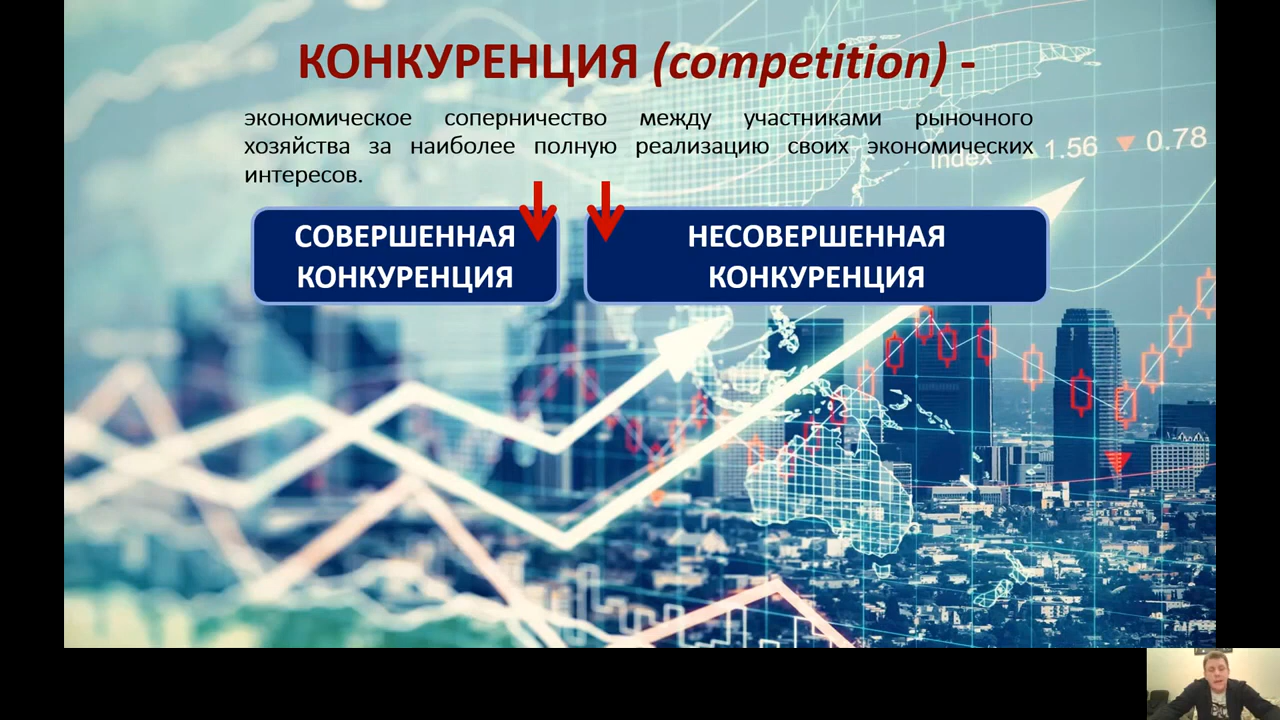 КОНКУРЕНЦИЯ (competition) -
экономическое соперничество между участниками рыночного
хозяйства за наиболее полную реализацию своих экономических
интересов.
index 1.56 ▼ 0.78
СОВЕРШЕННАЯ
КОНКУРЕНЦИЯ
НЕСОВЕРШЕННАЯ
КОНКУРЕНЦИЯ